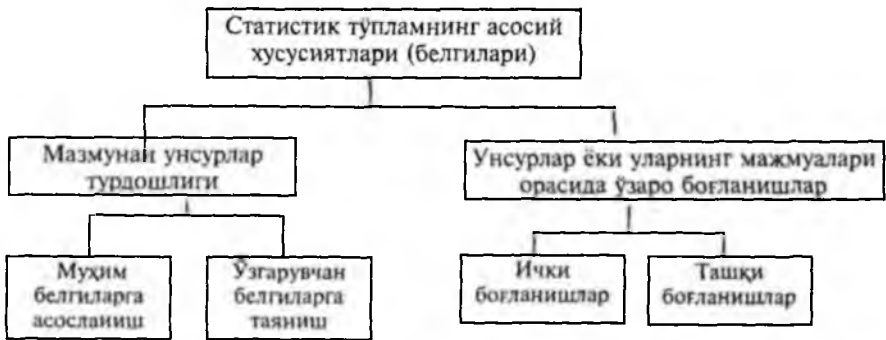 Статистик тўпламнинг асосий
хусусиятлари (белгилари)
Мазмунан унсурлар
турдошлиги
Унсурлар ёки уларнинг мажмуалари
орасида ўзаро боғланишлар
Муҳим
белгиларга
асосланиш
Ўзгарувчан
белгиларга
таяниш
Ички
боғланишлар
Ташқи
боғланишлар